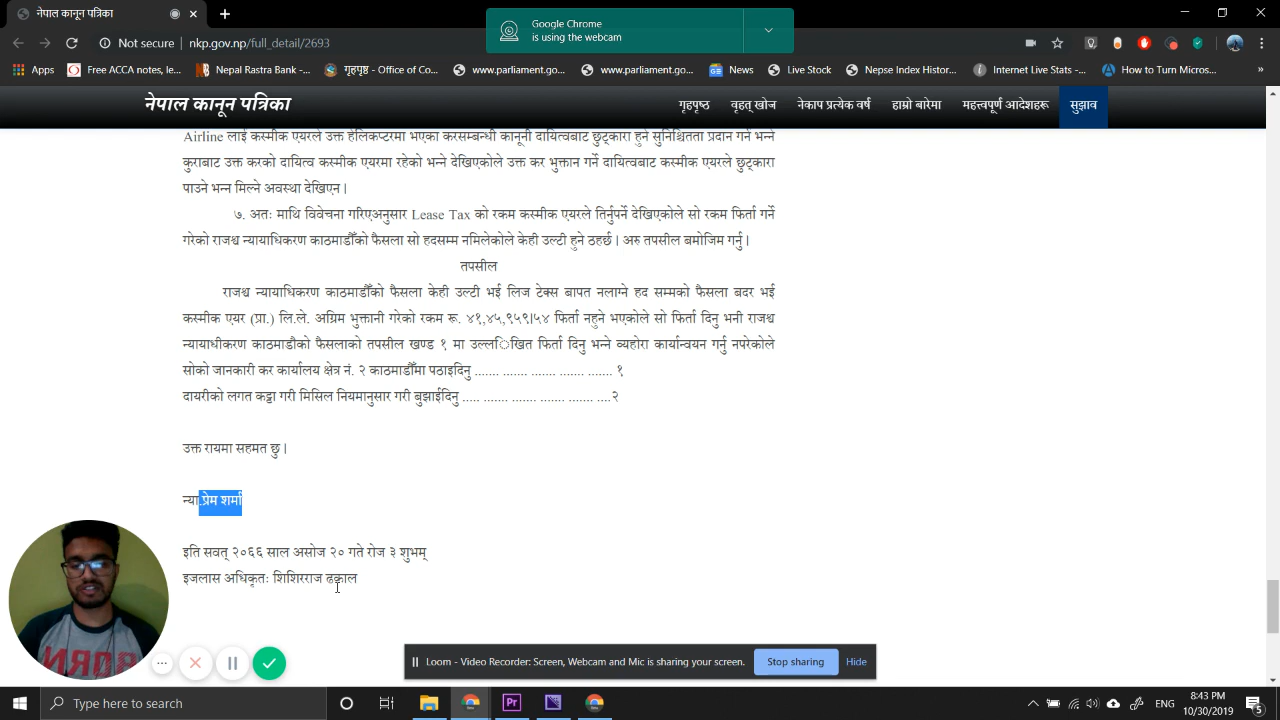 नेपाल कानून पत्रिका
Google Chrome
is using the webcam
Not secure
nkp.gov.np/full_detail/2693
Apps
Free ACCA notes, le...
Nepal Rastra Bank -...
गृहपृष्ठ - Office of Co...
www.parliament.go...
www.parliament.go...
News
Live Stock
Nepse Index Histor...
Internet Live Stats -...
How to Turn Micros...
»
नेपाल कानून पत्रिका
गृहपृष्ठ
वृहत् खोज
नेकाप प्रत्येक वर्ष
हाम्रो बारेमा
महत्त्वपूर्ण आदेशहरू
सुझाव
Airline लाई कस्मीक एयरले उक्त हेलिकप्टरमा भएका करसम्बन्धी कानूनी दायित्वबाट छुट्कारा हुने सुनिश्चितता प्रदान गर्न भन्ने
कुराबाट उक्त करको दायित्व कस्मीक एयरमा रहेको भन्ने देखिएकोले उक्त कर भुक्तान गर्ने दायित्वबाट कस्मीक एयरले छुट्कारा
पाउने भन्न मिल्ने अवस्था देखिएन।
७. अतः माथि विवेचना गरिएअनुसार Lease Tax को रकम कस्मीक एयरले तिर्नुपर्ने देखिएकोले सो रकम फिर्ता गर्ने
गरेको राजश्व न्यायाधिकरण काठमाडौँको फैसला सो हदसम्म नमिलेकोले केही उल्टी हुने ठहर्छ। अरु तपसील बमोजिम गर्नु।
तपसील
राजश्व न्यायाधिकरण काठमाडौँको फैसला केही उल्टी भई लिज टेक्स बापत नलाग्ने हद सम्मको फैसला बदर भई
कस्मीक एयर (प्रा.) लि.ले. अग्रिम भुक्तानी गरेको रकम रू. ४१,४५,९५९।५४ फिर्ता नहुने भएकोले सो फिर्ता दिनु भनी राजश्व
न्यायाधीकरण काठमाडौको फैसलाको तपसील खण्ड १ मा उल्लिखित फिर्ता दिनु भन्ने व्यहोरा कार्यान्वयन गर्नु नपरेकोले
सोको जानकारी कर कार्यालय क्षेत्र नं. २ काठमाडौँमा पठाइदिनु ....... ....... ....... ....... ....... १
दायरीको लगत कट्टा गरी मिसिल नियमानुसार गरी बुझाईदिनु ..... ....... ....... ....... ....... ....२
उक्त रायमा सहमत छु।
न्या.प्रेम शर्मा
इति सवत् २०६६ साल असोज २० गते रोज ३ शुभम्
इजलास अधिकृतः शिशिरराज ढकाल
Loom - Video Recorder: Screen, Webcam and Mic is sharing your screen.
Stop sharing
Hide
Type here to search
Pr
8:43 PM
10/30/2019
5